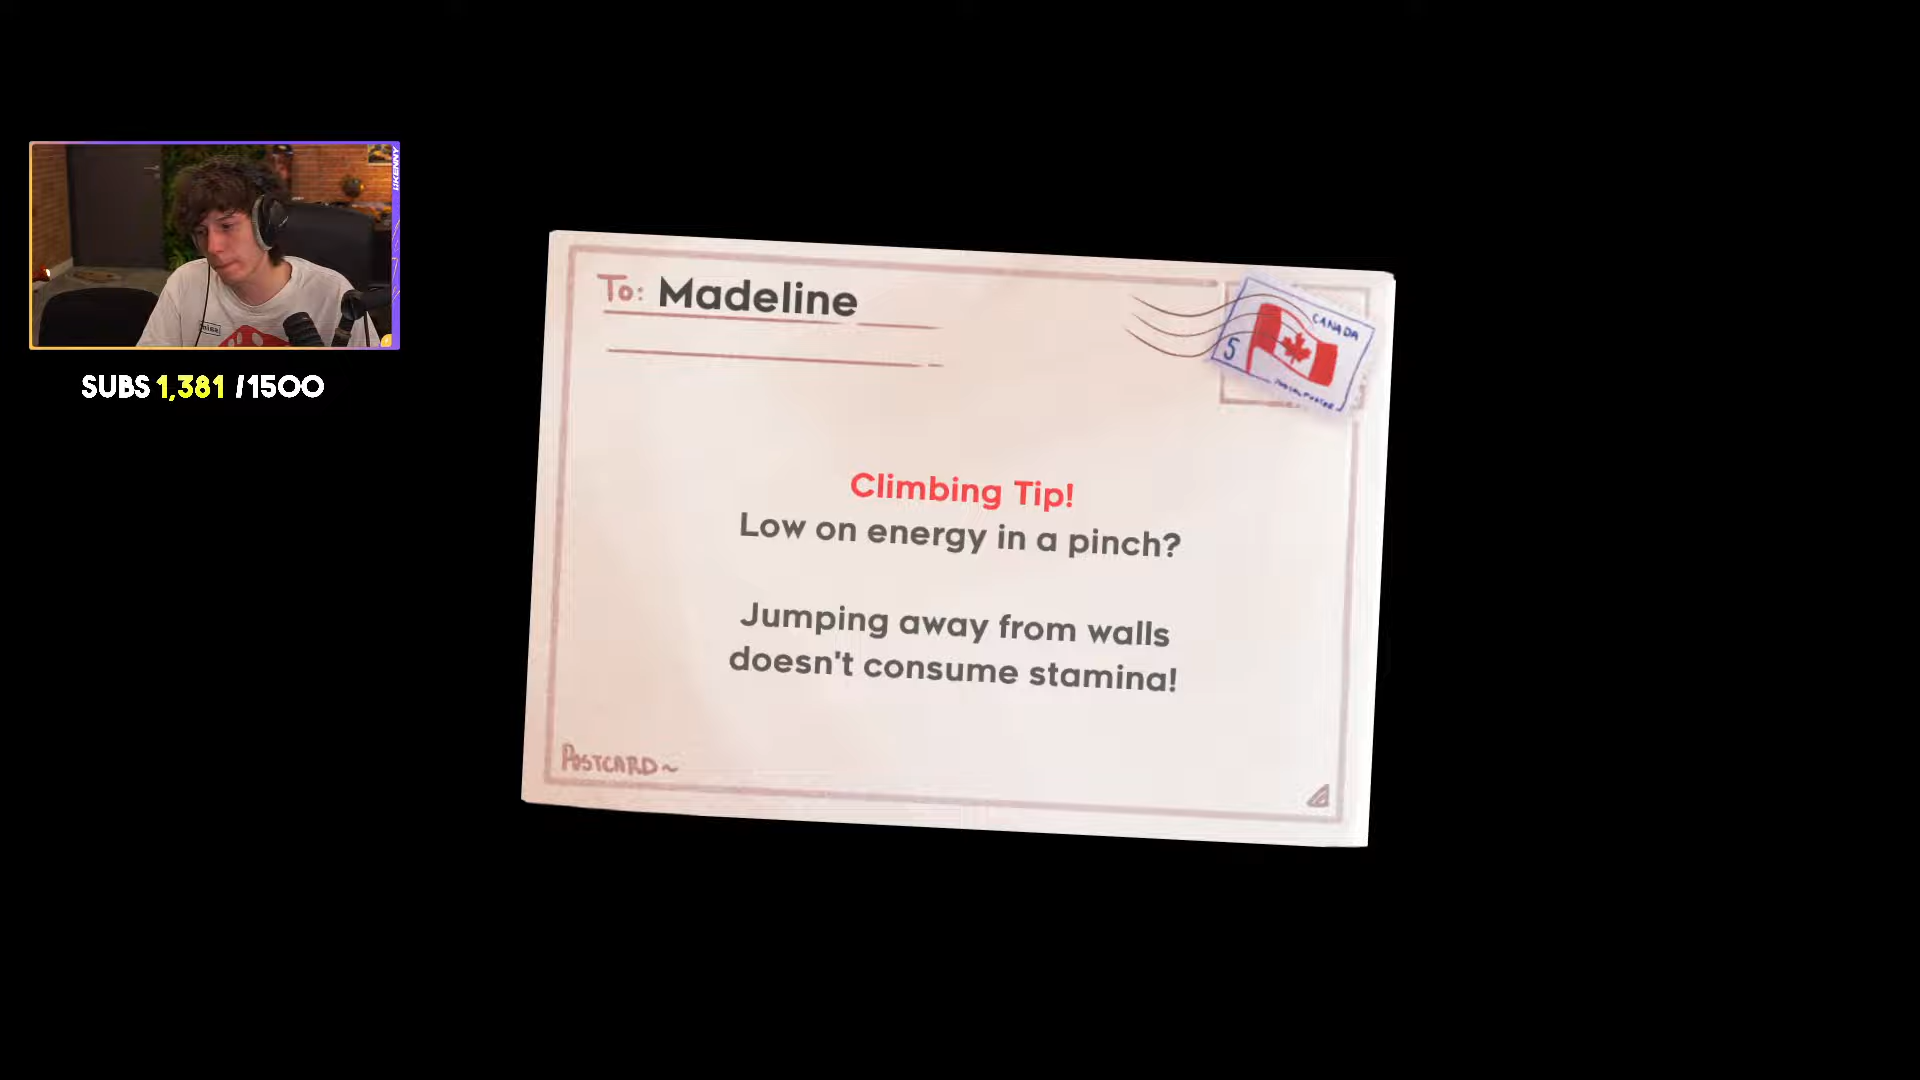 To: Madeline
CANADA
5
Climbing Tip!
Low on energy in a pinch?
Jumping away from walls
doesn't consume stamina!
POSTCARD~
SUBS 1,381 /1500